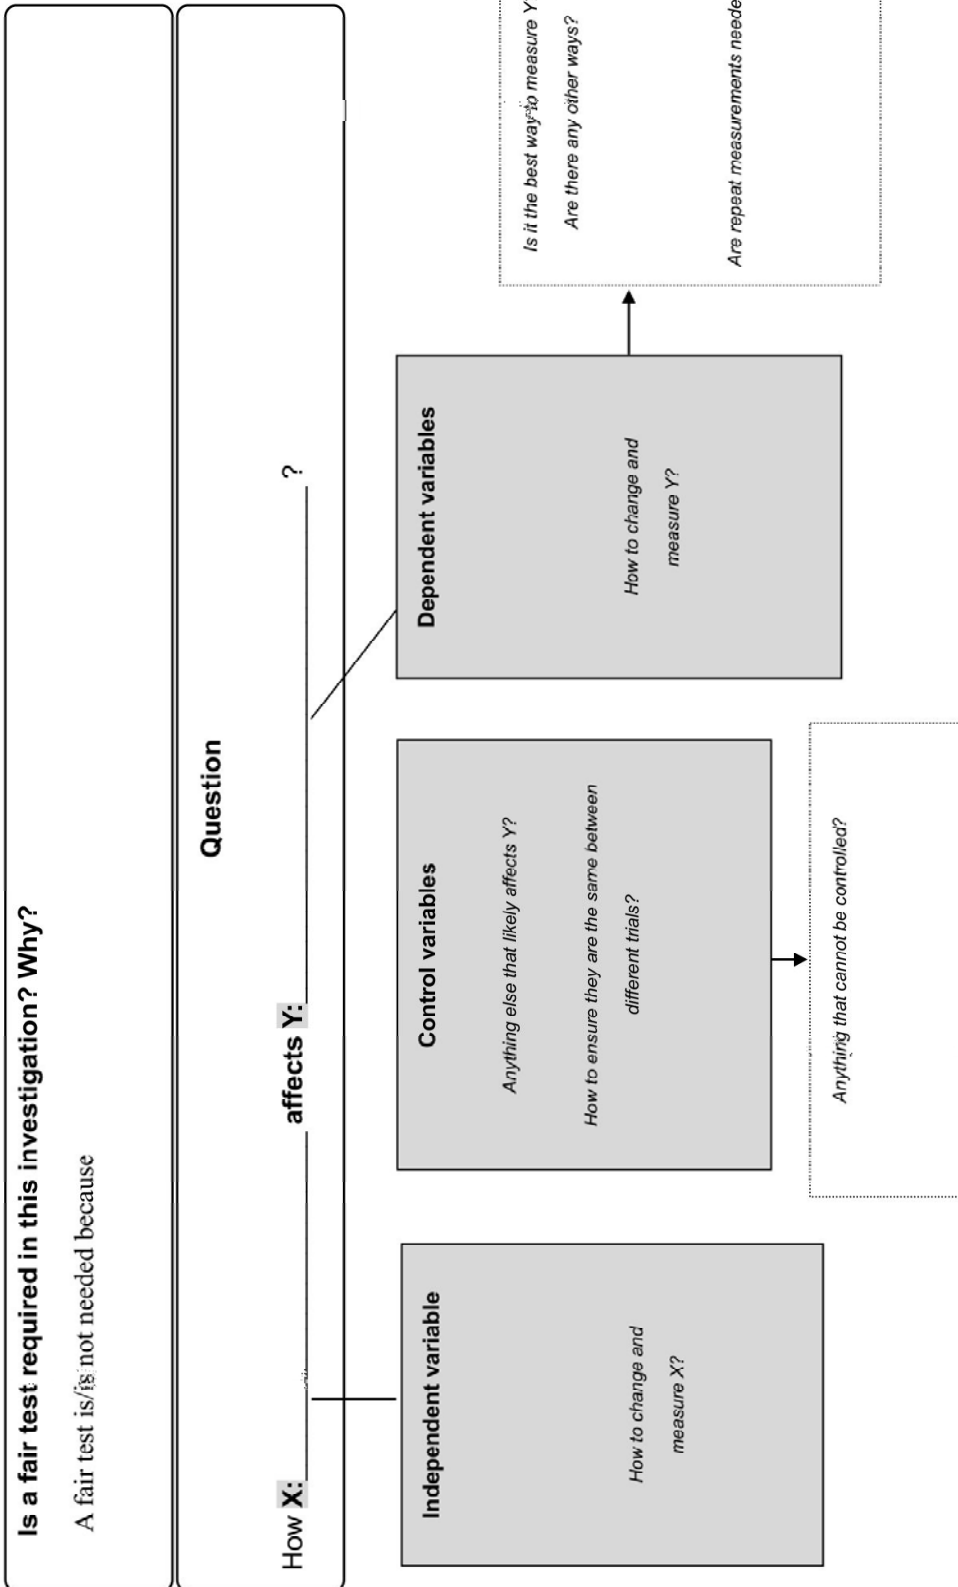 Is a fair test required in this investigation? Why?
A fair test is/is not needed because
Question
How X: affects Y: ?
Independent variable
How to change and
measure X?
Control variables
Anything else that likely affects Y?
How to ensure they are the same between
different trials?
Anything that cannot be controlled?
Dependent variables
How to change and
measure Y?
Is it the best way to measure Y
Are there any other ways?
Are repeat measurements neede